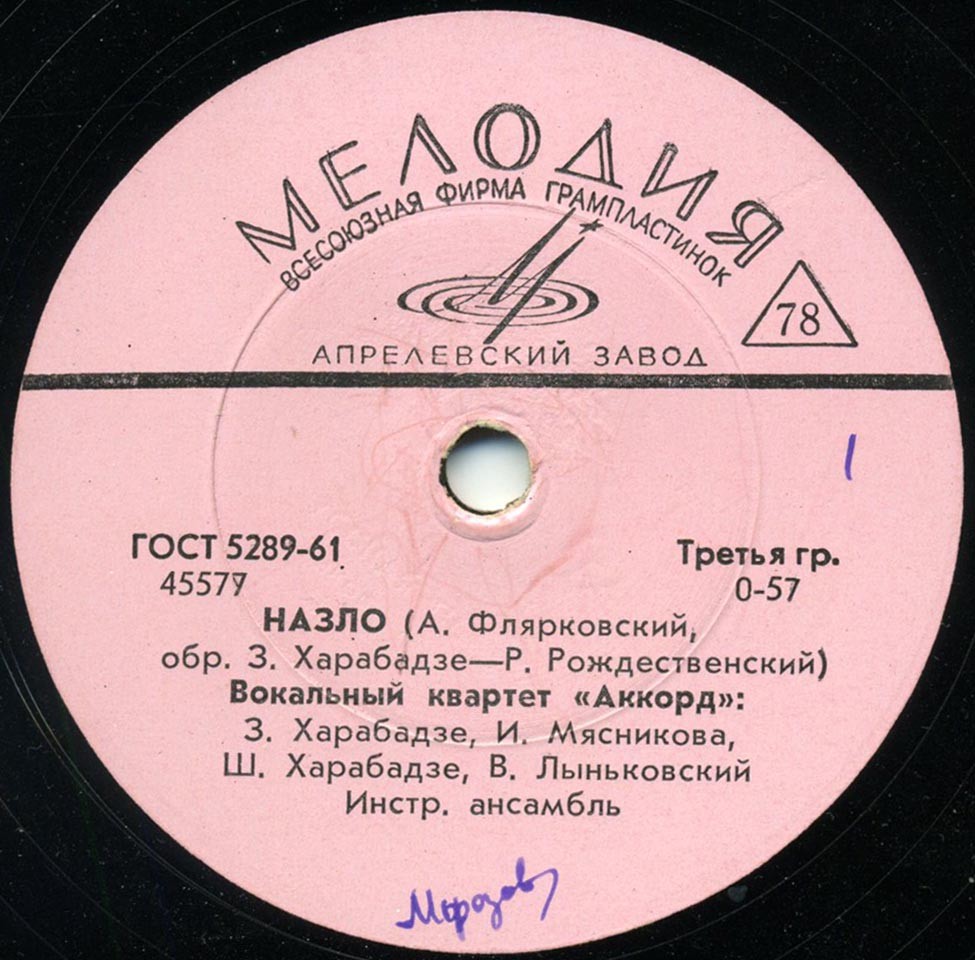 МЕЛОДИЯ
ВСЕСОЮЗНАЯ ФИРМА ГРАМПЛАСТИНОК
78
АПРЕЛЕВСКИЙ ЗАВОД
1
ГОСТ 5289-61 Третья гр.
45577 0-57
НАЗЛО (А. Флярковский,
обр. З. Харабадзе—Р. Рождественский)
Вокальный квартет «Аккорд»:
З. Харабадзе, И. Мясникова,
Ш. Харабадзе, В. Лыньковский
Инстр. ансамбль